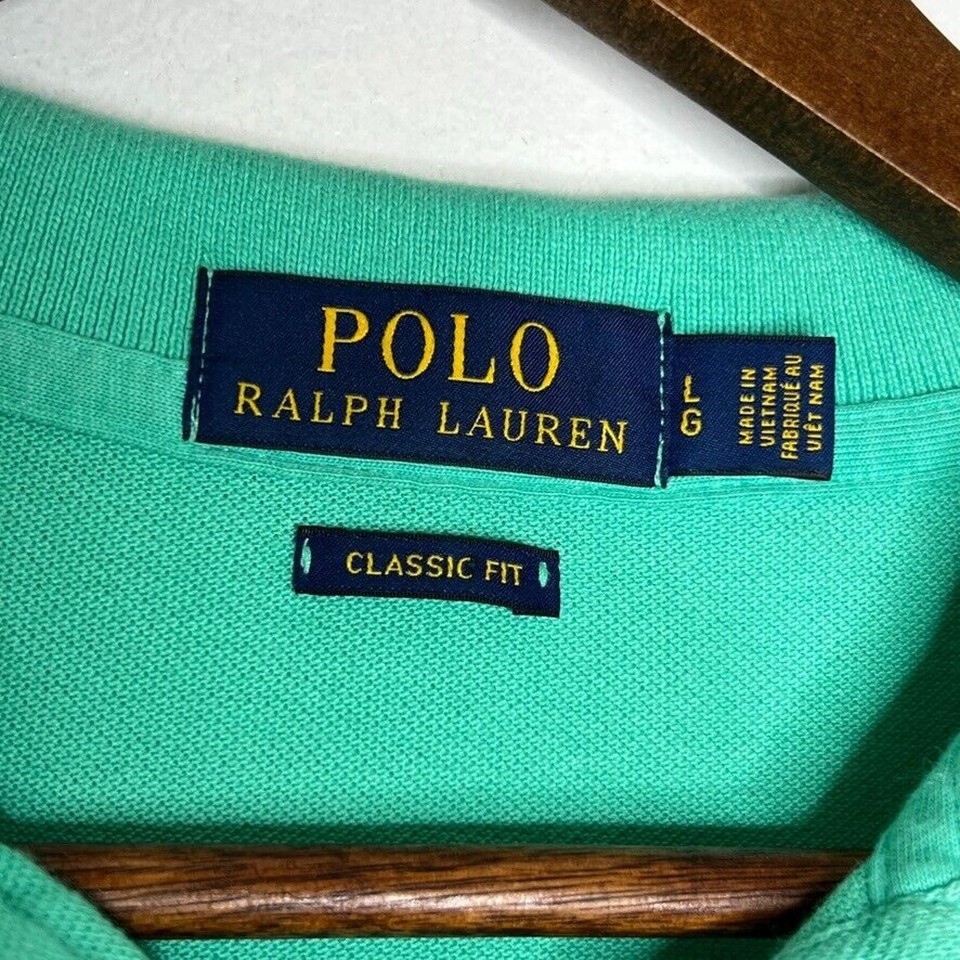 POLO
RALPH LAUREN
L
G
MADE IN
VIETNAM
FABRIQUÉ AU
VIÊT NAM
CLASSIC FIT